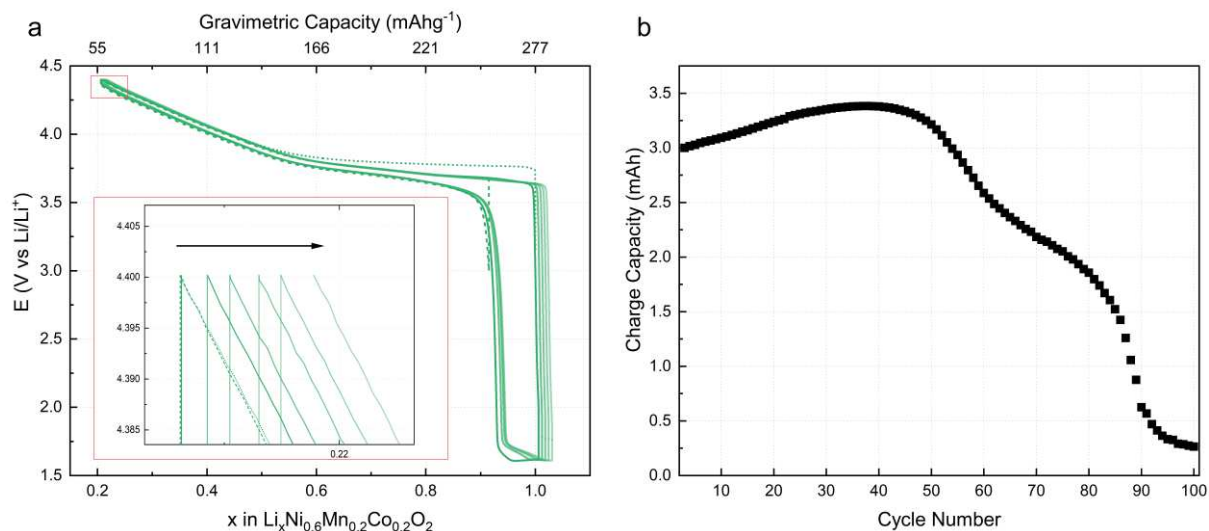 a
Gravimetric Capacity (mAhg⁻¹)
55 111 166 221 277
4.5
4.0
3.5
3.0
2.5
2.0
1.5
E (V vs Li/Li⁺)
4.405
4.400
4.395
4.390
4.385
0.22
0.2 0.4 0.6 0.8 1.0
x in LiₓNi₀.₆Mn₀.₂Co₀.₂O₂
b
3.5
3.0
2.5
2.0
1.5
1.0
0.5
0.0
Charge Capacity (mAh)
10 20 30 40 50 60 70 80 90 100
Cycle Number